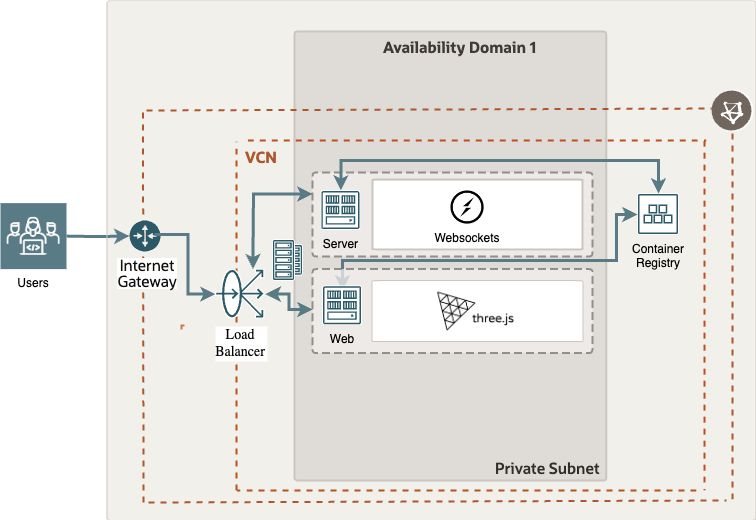 Availability Domain 1
VCN
Server
Websockets
Container
Registry
Users
Internet
Gateway
Load
Balancer
Web
three.js
Private Subnet